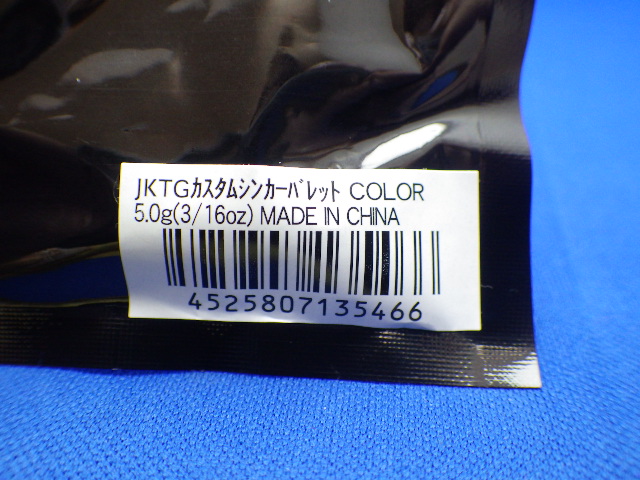 JKTGｶｽﾀﾑｼﾝｶｰﾊﾞﾚｯﾄ COLOR
5.0g(3/16oz) MADE IN CHINA
4525807135466